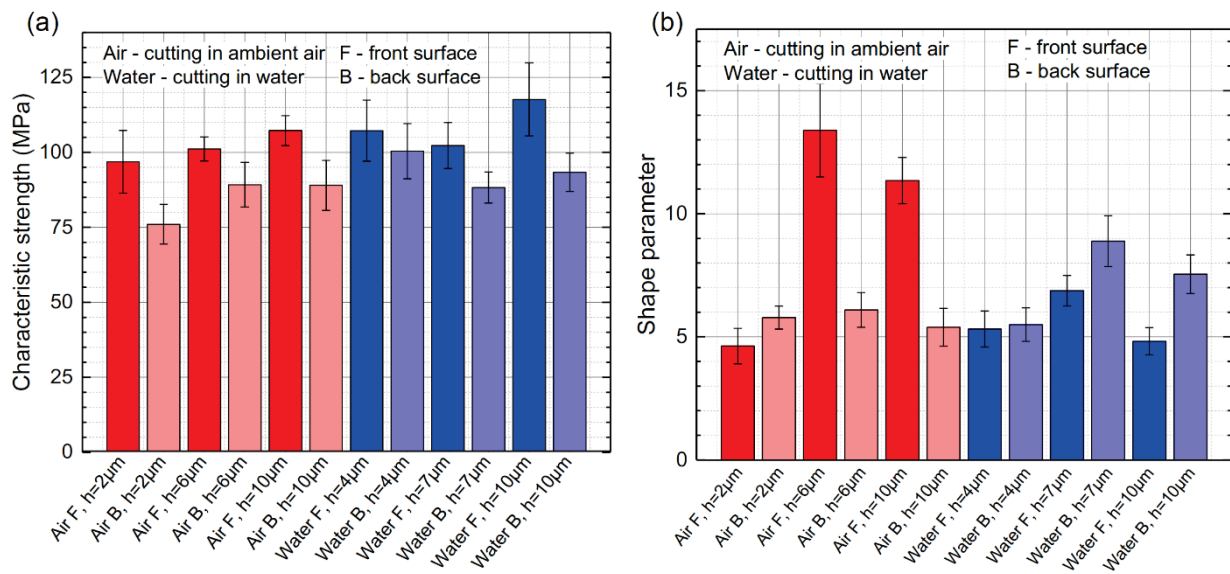 (a)
Air - cutting in ambient air F - front surface
Water - cutting in water B - back surface
Characteristic strength (MPa)
125
100
75
50
25
0
Air F, h=2µm
Air B, h=2µm
Air F, h=6µm
Air B, h=6µm
Air F, h=10µm
Air B, h=10µm
Water F, h=4µm
Water B, h=4µm
Water F, h=7µm
Water B, h=7µm
Water F, h=10µm
Water B, h=10µm
(b)
Air - cutting in ambient air F - front surface
Water - cutting in water B - back surface
Shape parameter
15
10
5
0
Air F, h=2µm
Air B, h=2µm
Air F, h=6µm
Air B, h=6µm
Air F, h=10µm
Air B, h=10µm
Water F, h=4µm
Water B, h=4µm
Water F, h=7µm
Water B, h=7µm
Water F, h=10µm
Water B, h=10µm